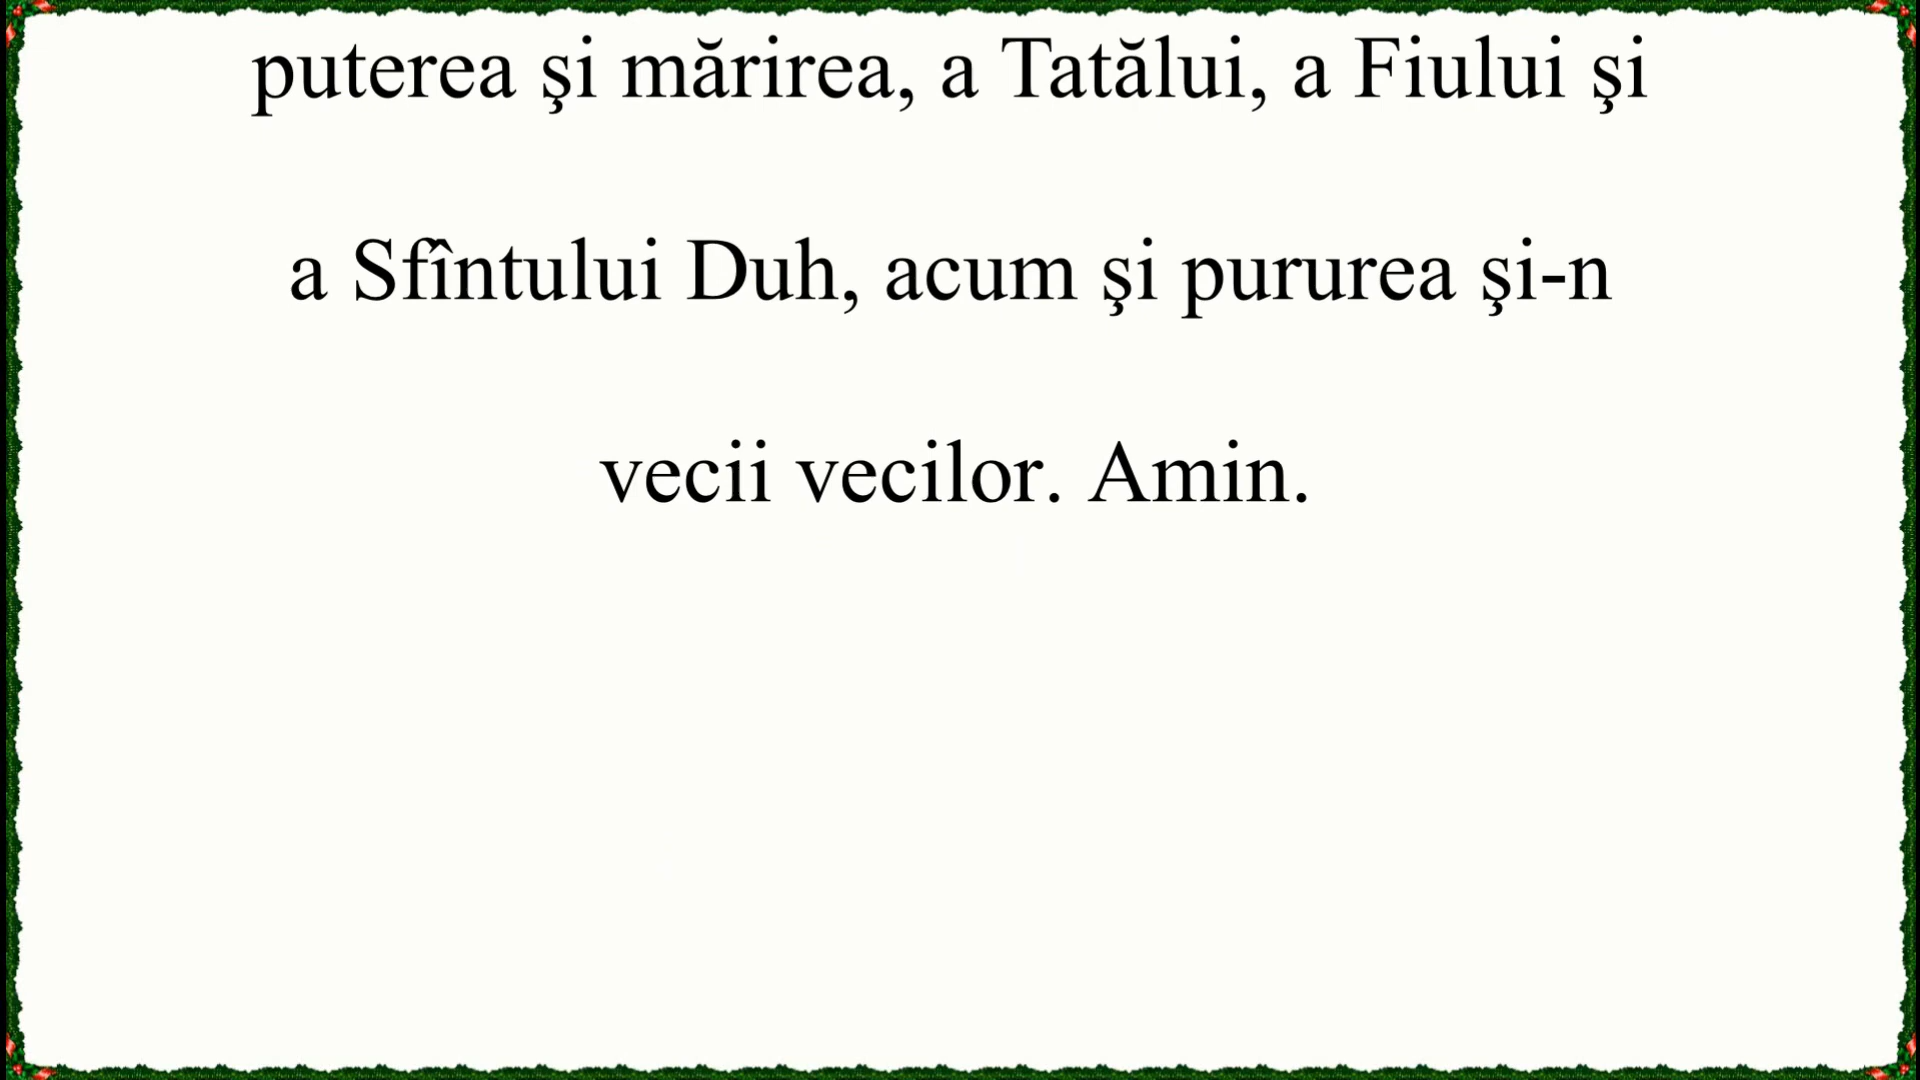 puterea şi mărirea, a Tatălui, a Fiului şi
a Sfîntului Duh, acum şi pururea şi-n
vecii vecilor. Amin.